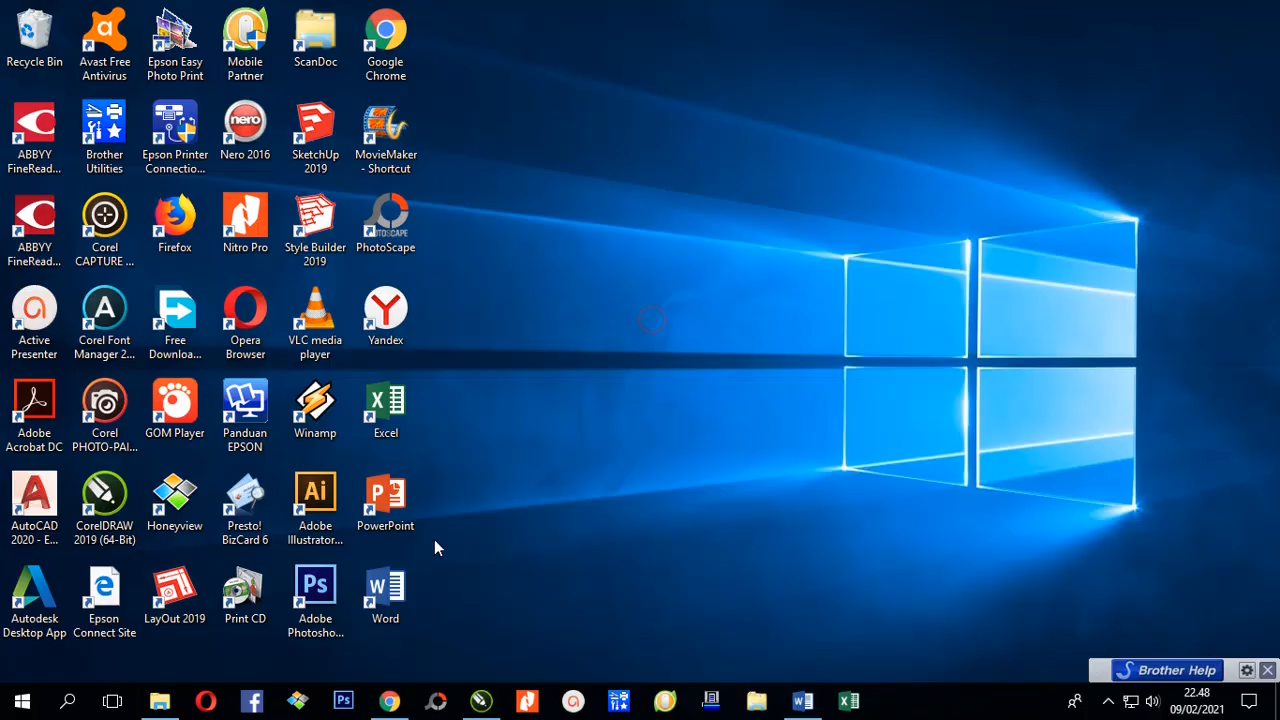 Recycle Bin
Avast Free
Antivirus
Epson Easy
Photo Print
Mobile
Partner
ScanDoc
Google
Chrome
ABBYY
FineRead...
Brother
Utilities
Epson Printer
Connectio...
nero
Nero 2016
SketchUp
2019
MovieMaker
- Shortcut
ABBYY
FineRead...
Corel
CAPTURE ...
Firefox
Nitro Pro
Style Builder
2019
PHOTOSCAPE
PhotoScape
Active
Presenter
Corel Font
Manager 2...
Free
Downloa...
Opera
Browser
VLC media
player
Yandex
Adobe
Acrobat DC
Corel
PHOTO-PAI...
GOM Player
Panduan
EPSON
Winamp
Excel
AutoCAD
2020 - E...
CorelDRAW
2019 (64-Bit)
Honeyview
Presto!
BizCard 6
Ai
Adobe
Illustrator...
PowerPoint
Autodesk
Desktop App
Epson
Connect Site
LayOut 2019
Print CD
Ps
Adobe
Photosho...
Word
Brother Help
Ps
22.48
09/02/2021